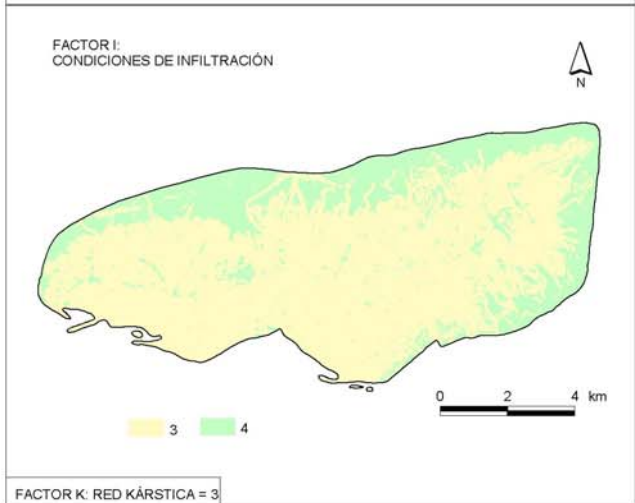 FACTOR I:
CONDICIONES DE INFILTRACIÓN
N
0 2 4 km
3 4
FACTOR K: RED KÁRSTICA = 3